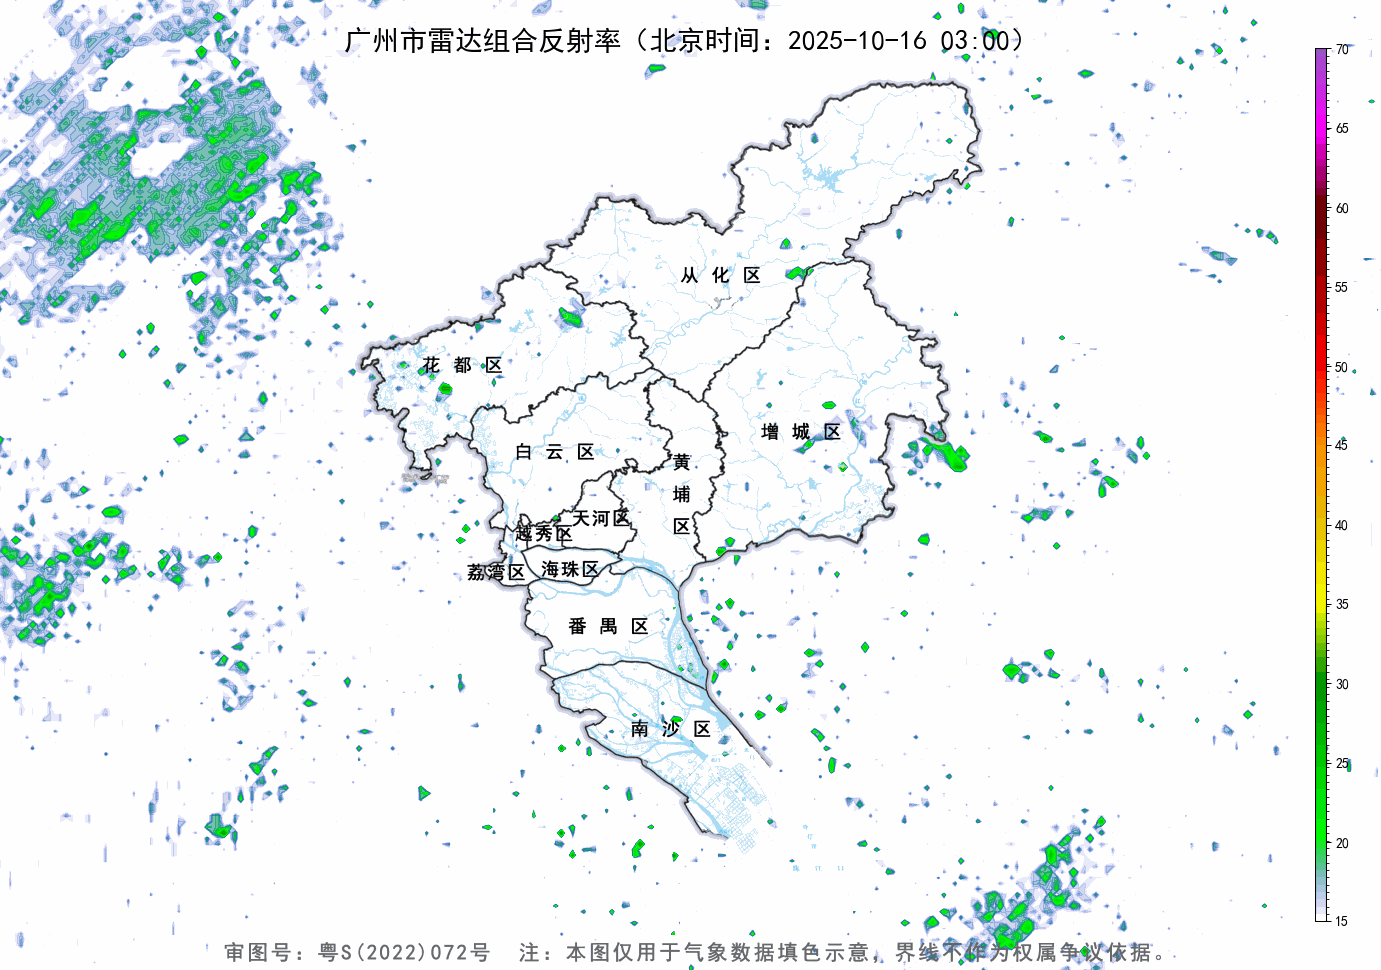 广州市雷达组合反射率（北京时间：2025-10-16 03:00）
70
65
60
55
50
45
40
35
30
25
20
15
从化区
花都区
增城区
白云区
黄埔区
天河区
越秀区
荔湾区
海珠区
番禺区
南沙区
审图号：粤S(2022)072号 注：本图仅用于气象数据填色示意，界线不作为权属争议依据。